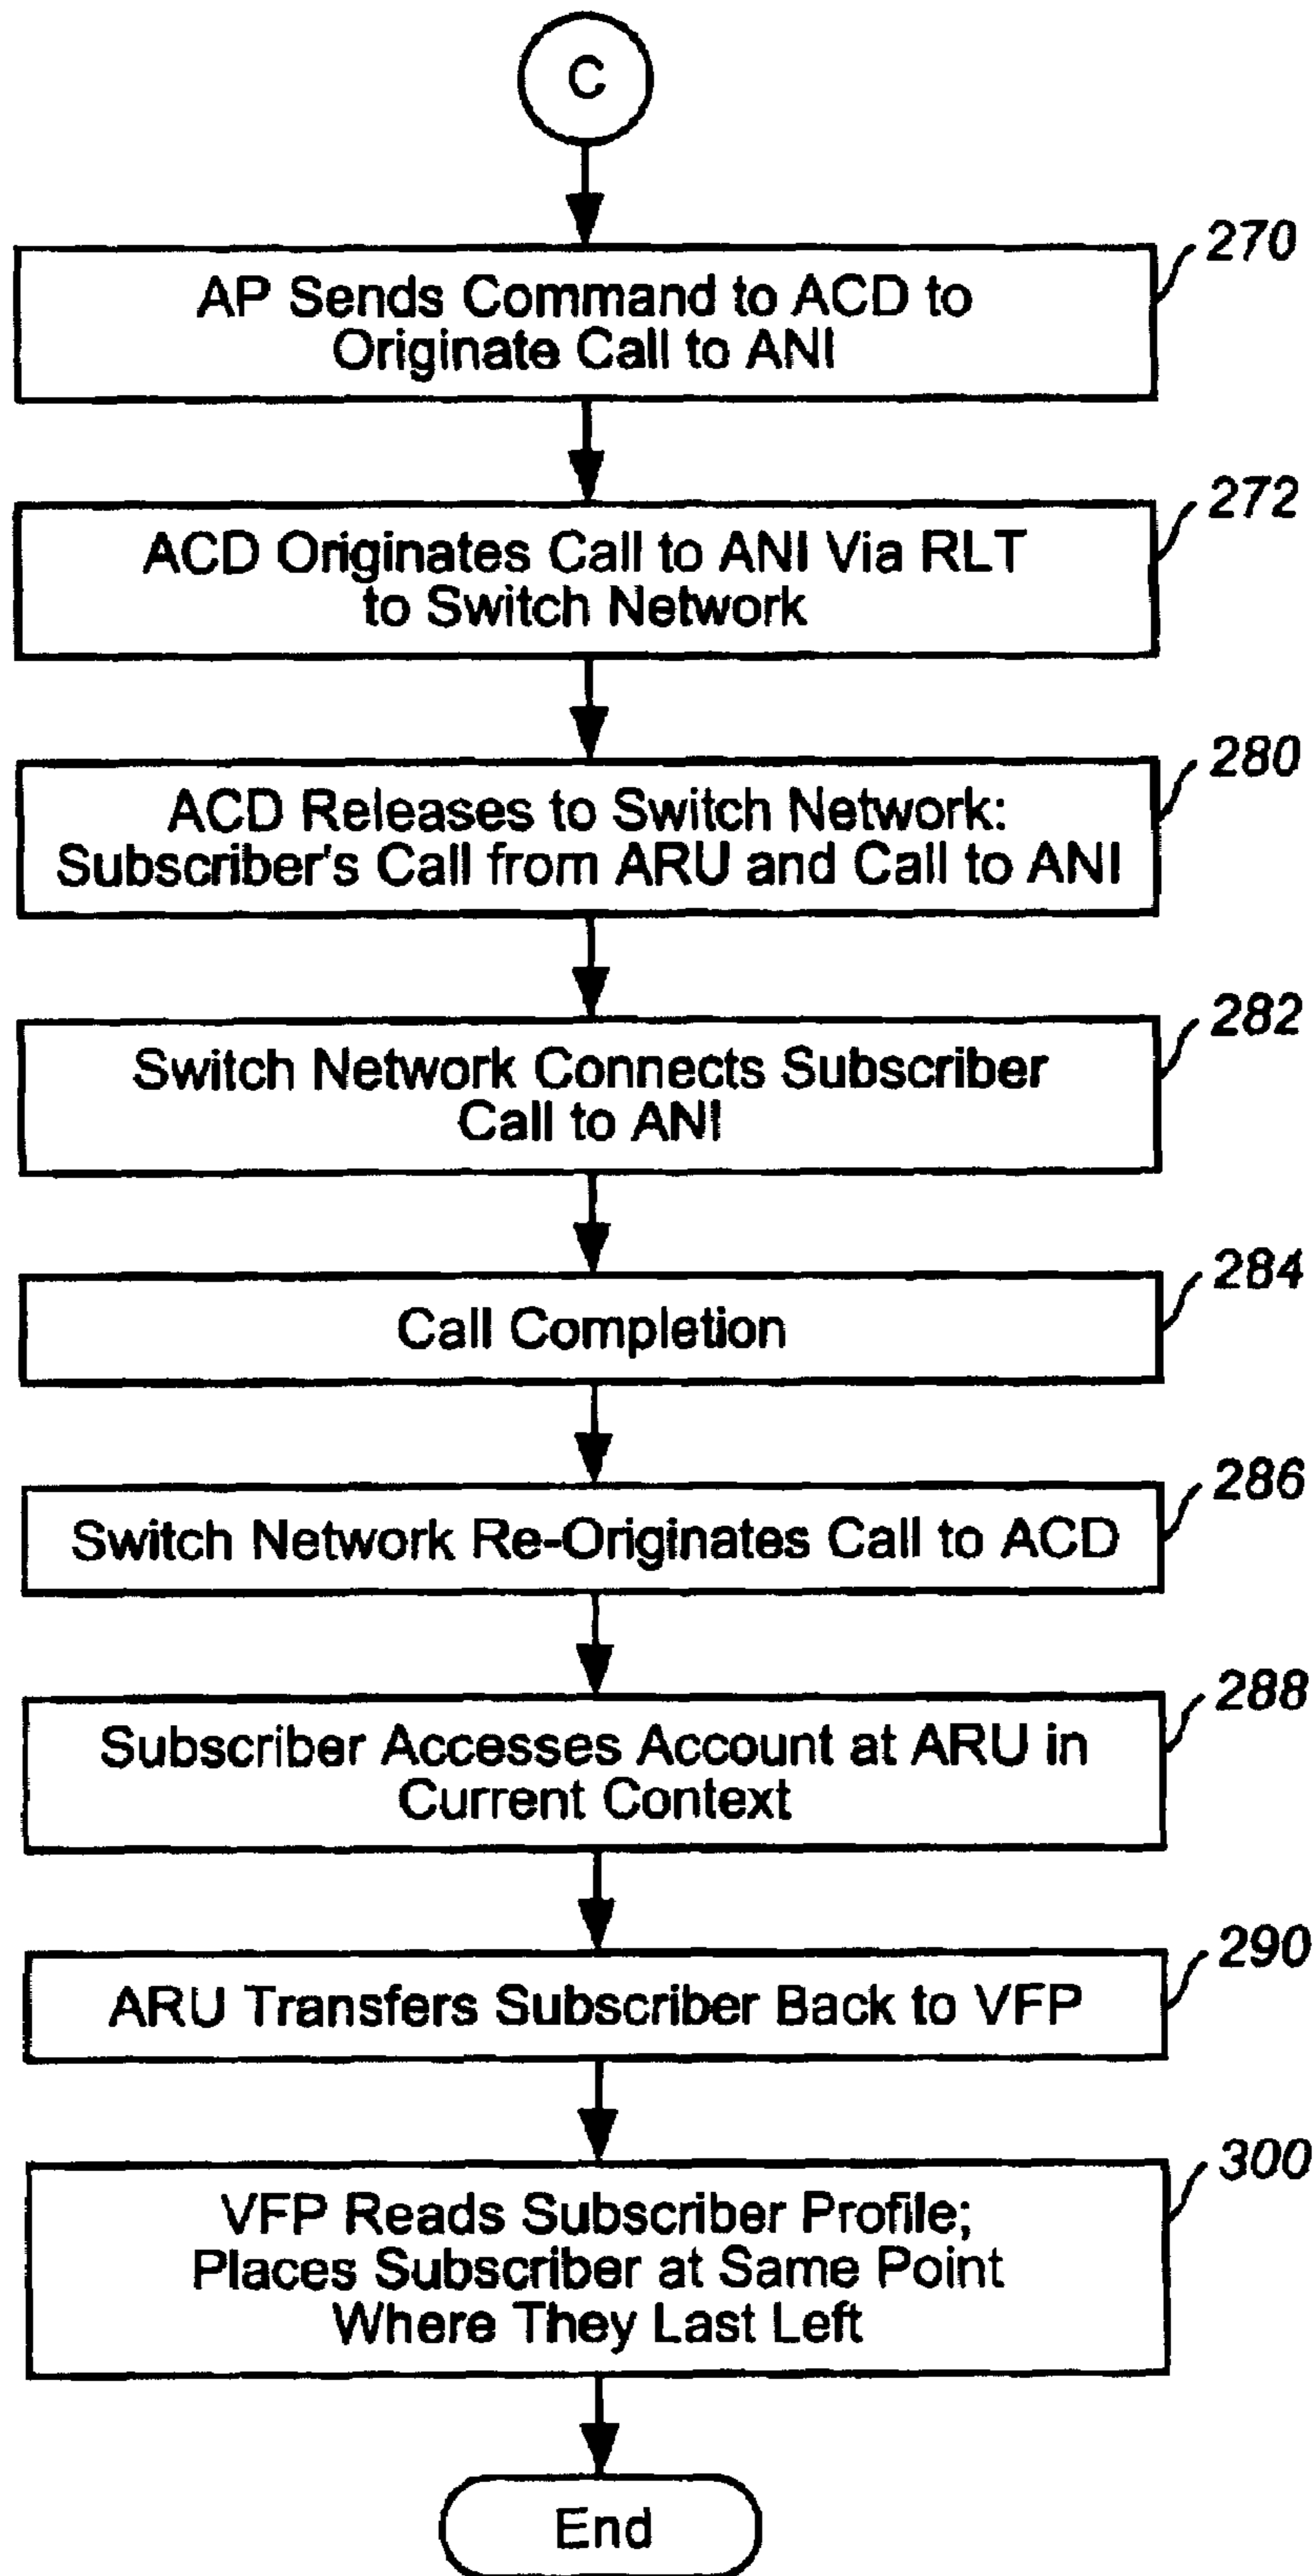 C
270
AP Sends Command to ACD to
Originate Call to ANI
272
ACD Originates Call to ANI Via RLT
to Switch Network
280
ACD Releases to Switch Network:
Subscriber's Call from ARU and Call to ANI
282
Switch Network Connects Subscriber
Call to ANI
284
Call Completion
286
Switch Network Re-Originates Call to ACD
288
Subscriber Accesses Account at ARU in
Current Context
290
ARU Transfers Subscriber Back to VFP
300
VFP Reads Subscriber Profile;
Places Subscriber at Same Point
Where They Last Left
End